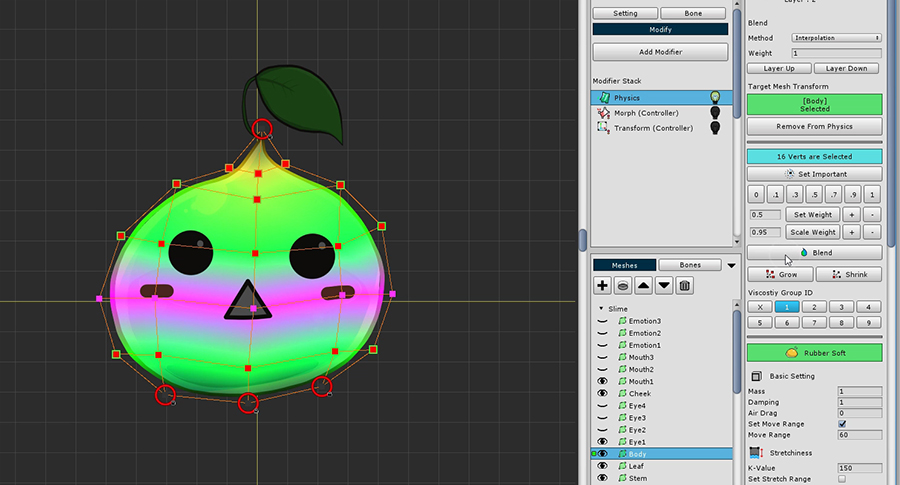 Setting
Bone
Modify
Add Modifier
Modifier Stack
Physics
Morph (Controller)
Transform (Controller)
Meshes
Bones
Slime
Emotion3
Emotion2
Emotion1
Mouth3
Mouth2
Mouth1
Cheek
Eye4
Eye3
Eye2
Eye1
Body
Leaf
Stem
Blend
Method Interpolation
Weight 1
Layer Up Layer Down
Target Mesh Transform
[Body]
Selected
Remove From Physics
16 Verts are Selected
Set Important
0 .1 .3 .5 .7 .9 1
0.5 Set Weight + -
0.95 Scale Weight + -
Blend
Grow Shrink
Viscostiy Group ID
X 1 2 3 4
5 6 7 8 9
Rubber Soft
Basic Setting
Mass 1
Damping 1
Air Drag 0
Set Move Range
Move Range 60
Stretchiness
K-Value 150
Set Stretch Range